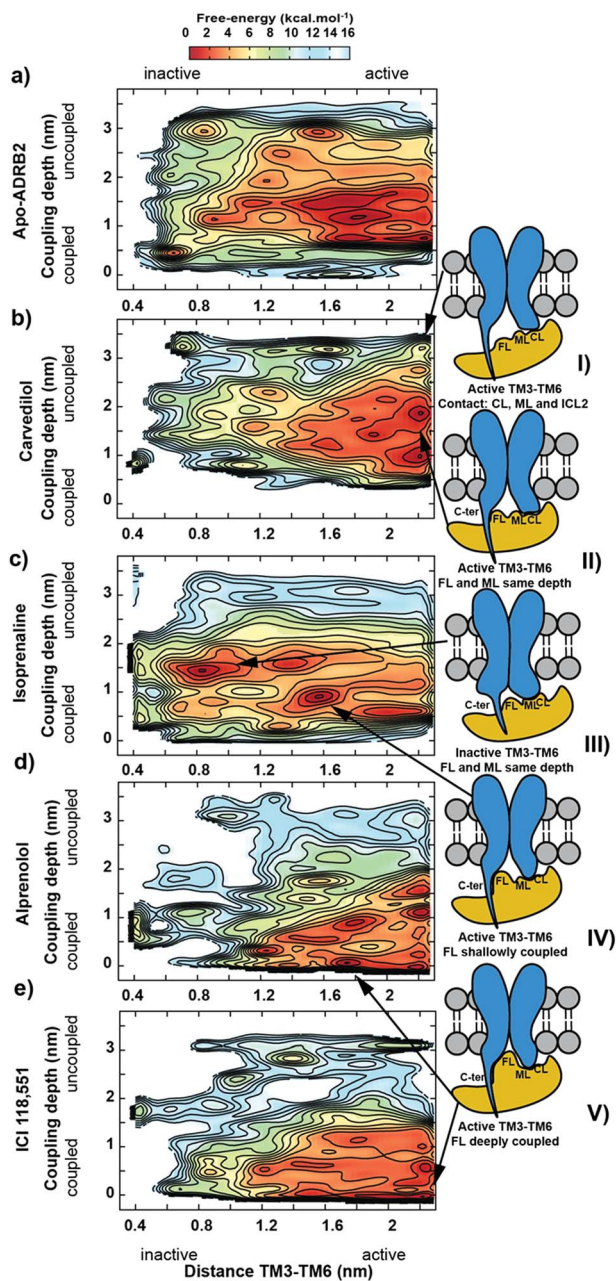 Free-energy (kcal.mol-1)
0 2 4 6 8 10 12 14 16
inactive active
a)
Apo-ADRB2
Coupling depth (nm)
coupled uncoupled
3
2
1
0
0.4 0.8 1.2 1.6 2
b)
Carvedilol
Coupling depth (nm)
coupled uncoupled
3
2
1
0
0.4 0.8 1.2 1.6 2
c)
Isoprenaline
Coupling depth (nm)
coupled uncoupled
3
2
1
0
0.4 0.8 1.2 1.6 2
d)
Alprenolol
Coupling depth (nm)
coupled uncoupled
3
2
1
0
0.4 0.8 1.2 1.6 2
e)
ICI 118,551
Coupling depth (nm)
coupled uncoupled
3
2
1
0
0.4 0.8 1.2 1.6 2
inactive active
Distance TM3-TM6 (nm)
FL ML CL
I)
Active TM3-TM6
Contact: CL, ML and ICL2
C-ter
FL ML CL
II)
Active TM3-TM6
FL and ML same depth
C-ter
FL ML CL
III)
Inactive TM3-TM6
FL and ML same depth
C-ter
FL ML CL
IV)
Active TM3-TM6
FL shallowly coupled
C-ter
FL ML CL
V)
Active TM3-TM6
FL deeply coupled